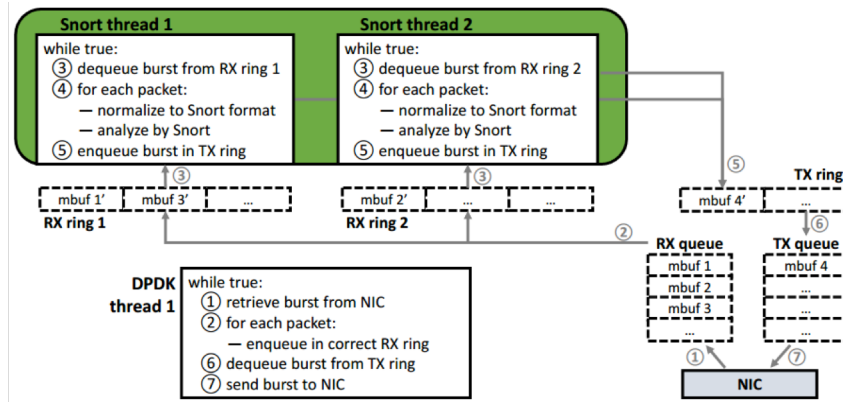 Snort thread 1
while true:
③ dequeue burst from RX ring 1
④ for each packet:
— normalize to Snort format
— analyze by Snort
⑤ enqueue burst in TX ring
Snort thread 2
while true:
③ dequeue burst from RX ring 2
④ for each packet:
— normalize to Snort format
— analyze by Snort
⑤ enqueue burst in TX ring
③
③
⑤
TX ring
mbuf 1’ mbuf 3’ ...
RX ring 1
mbuf 2’ ... ...
RX ring 2
mbuf 4’ ...
②
⑥
RX queue
mbuf 1
mbuf 2
mbuf 3
...
TX queue
mbuf 4
...
...
...
DPDK
thread 1
while true:
① retrieve burst from NIC
② for each packet:
— enqueue in correct RX ring
⑥ dequeue burst from TX ring
⑦ send burst to NIC
①
⑦
NIC